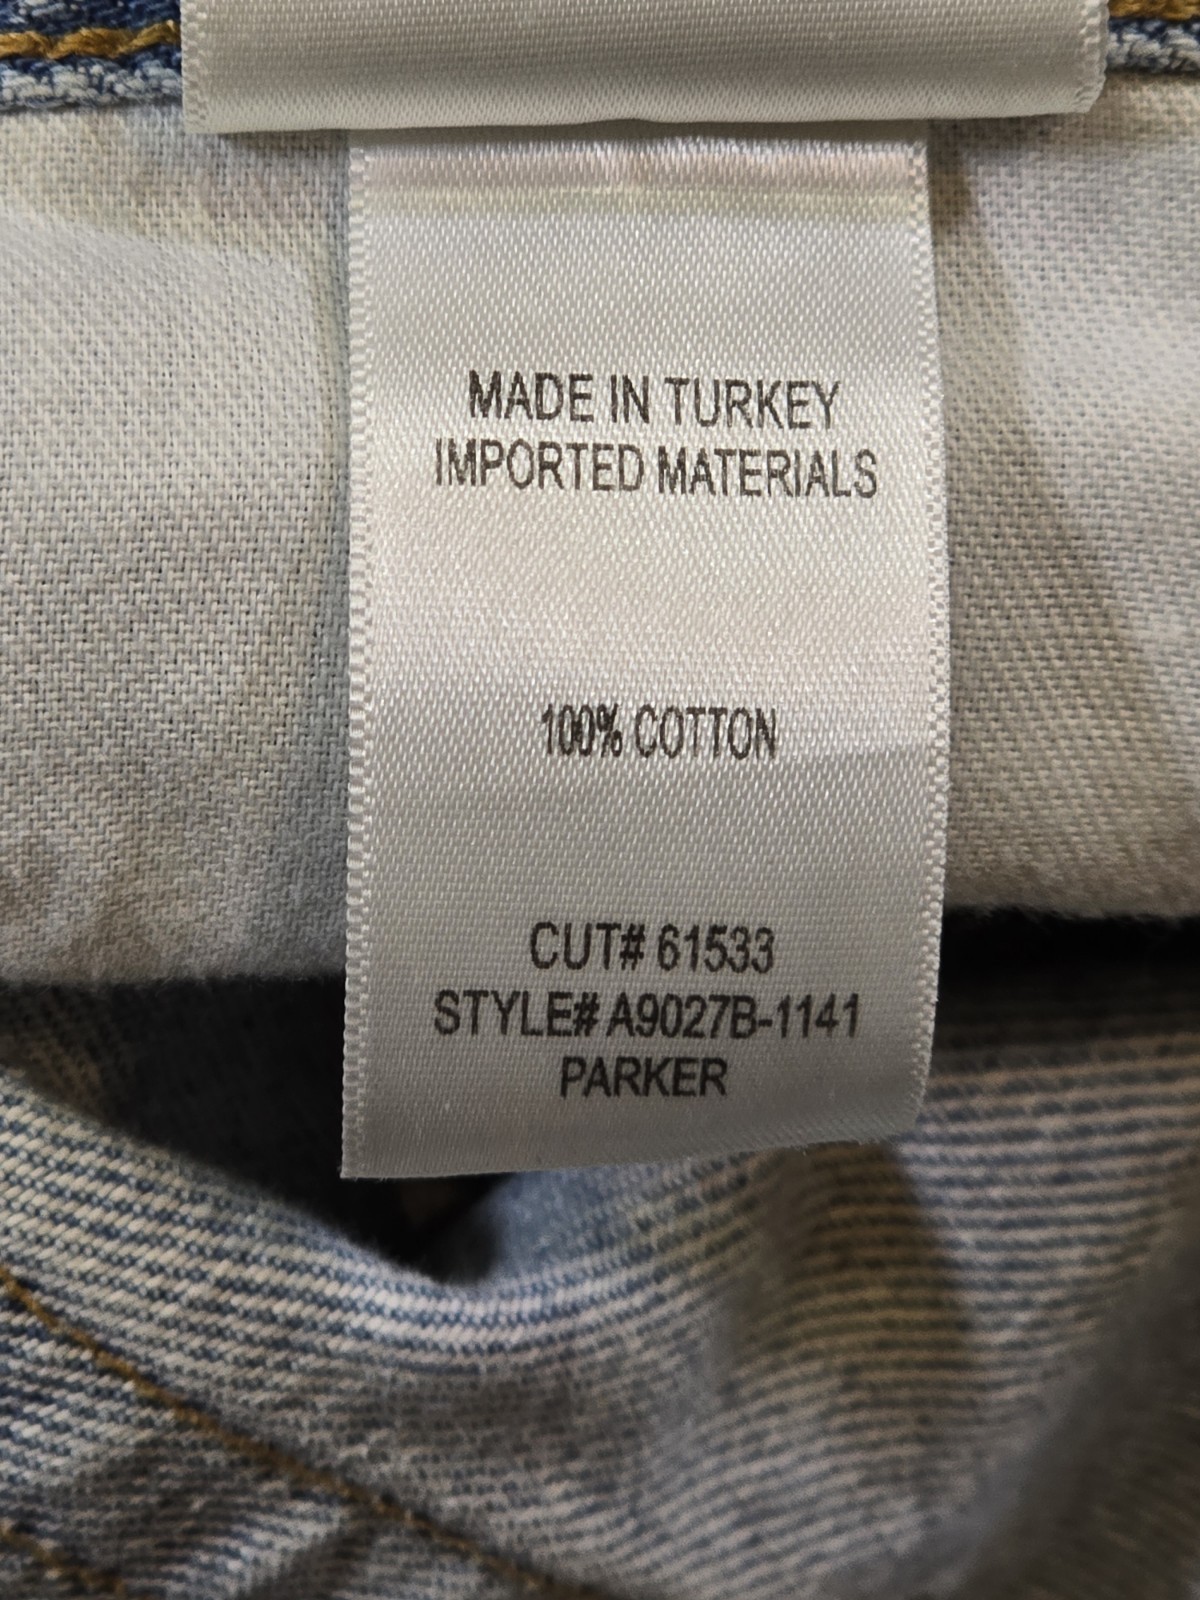 MADE IN TURKEY
IMPORTED MATERIALS
100% COTTON
CUT# 61533
STYLE# A9027B-1141
PARKER